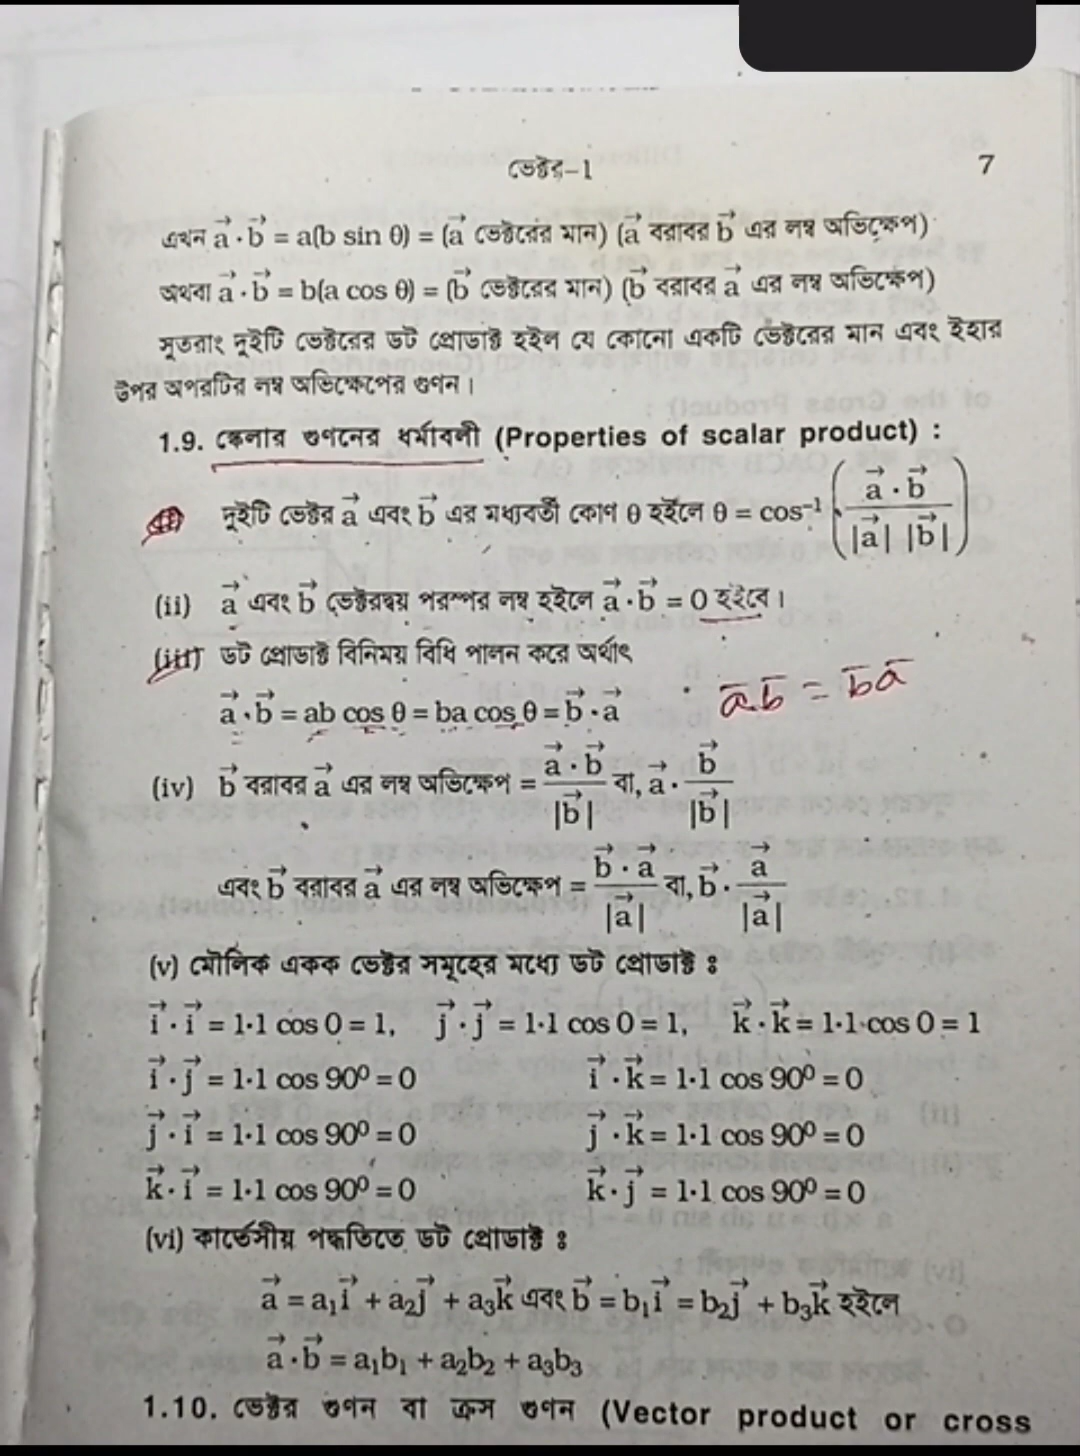 ভেক্টর–1 7
এখন a⃗ · b⃗ = a(b sin θ) = (a⃗ ভেক্টরের মান) (a⃗ বরাবর b⃗ এর লম্ব অভিক্ষেপ)
অথবা a⃗ · b⃗ = b(a cos θ) = (b⃗ ভেক্টরের মান) (b⃗ বরাবর a⃗ এর লম্ব অভিক্ষেপ)
সুতরাং দুইটি ভেক্টরের ডট প্রোডাক্ট হইল যে কোনো একটি ভেক্টরের মান এবং ইহার
উপর অপরটির লম্ব অভিক্ষেপের গুণন।
1.9. স্কেলার গুণনের ধর্মাবলী (Properties of scalar product) :
দুইটি ভেক্টর a⃗ এবং b⃗ এর মধ্যবর্তী কোণ θ হইলে θ = cos⁻¹ (a⃗ · b⃗ / |a⃗| |b⃗|)
(ii) a⃗ এবং b⃗ ভেক্টরদ্বয় পরস্পর লম্ব হইলে a⃗ · b⃗ = 0 হইবে।
(iii) ডট প্রোডাক্ট বিনিময় বিধি পালন করে অর্থাৎ
a⃗ · b⃗ = ab cos θ = ba cos θ = b⃗ · a⃗ a̅.b̅ = b̅ a̅
(iv) b⃗ বরাবর a⃗ এর লম্ব অভিক্ষেপ = a⃗ · b⃗ / |b⃗| বা, a⃗ · b⃗ / |b⃗|
এবং b⃗ বরাবর a⃗ এর লম্ব অভিক্ষেপ = b⃗ · a⃗ / |a⃗| বা, b⃗ · a⃗ / |a⃗|
(v) মৌলিক একক ভেক্টর সমূহের মধ্যে ডট প্রোডাক্ট ঃ
i⃗ · i⃗ = 1·1 cos 0 = 1, j⃗ · j⃗ = 1·1 cos 0 = 1, k⃗ · k⃗ = 1·1 cos 0 = 1
i⃗ · j⃗ = 1·1 cos 90⁰ = 0 i⃗ · k⃗ = 1·1 cos 90⁰ = 0
j⃗ · i⃗ = 1·1 cos 90⁰ = 0 j⃗ · k⃗ = 1·1 cos 90⁰ = 0
k⃗ · i⃗ = 1·1 cos 90⁰ = 0 k⃗ · j⃗ = 1·1 cos 90⁰ = 0
(vi) কার্তেসীয় পদ্ধতিতে ডট প্রোডাক্ট ঃ
a⃗ = a₁i⃗ + a₂j⃗ + a₃k⃗ এবং b⃗ = b₁i⃗ = b₂j⃗ + b₃k⃗ হইলে
a⃗ · b⃗ = a₁b₁ + a₂b₂ + a₃b₃
1.10. ভেক্টর গুণন বা ক্রস গুণন (Vector product or cross